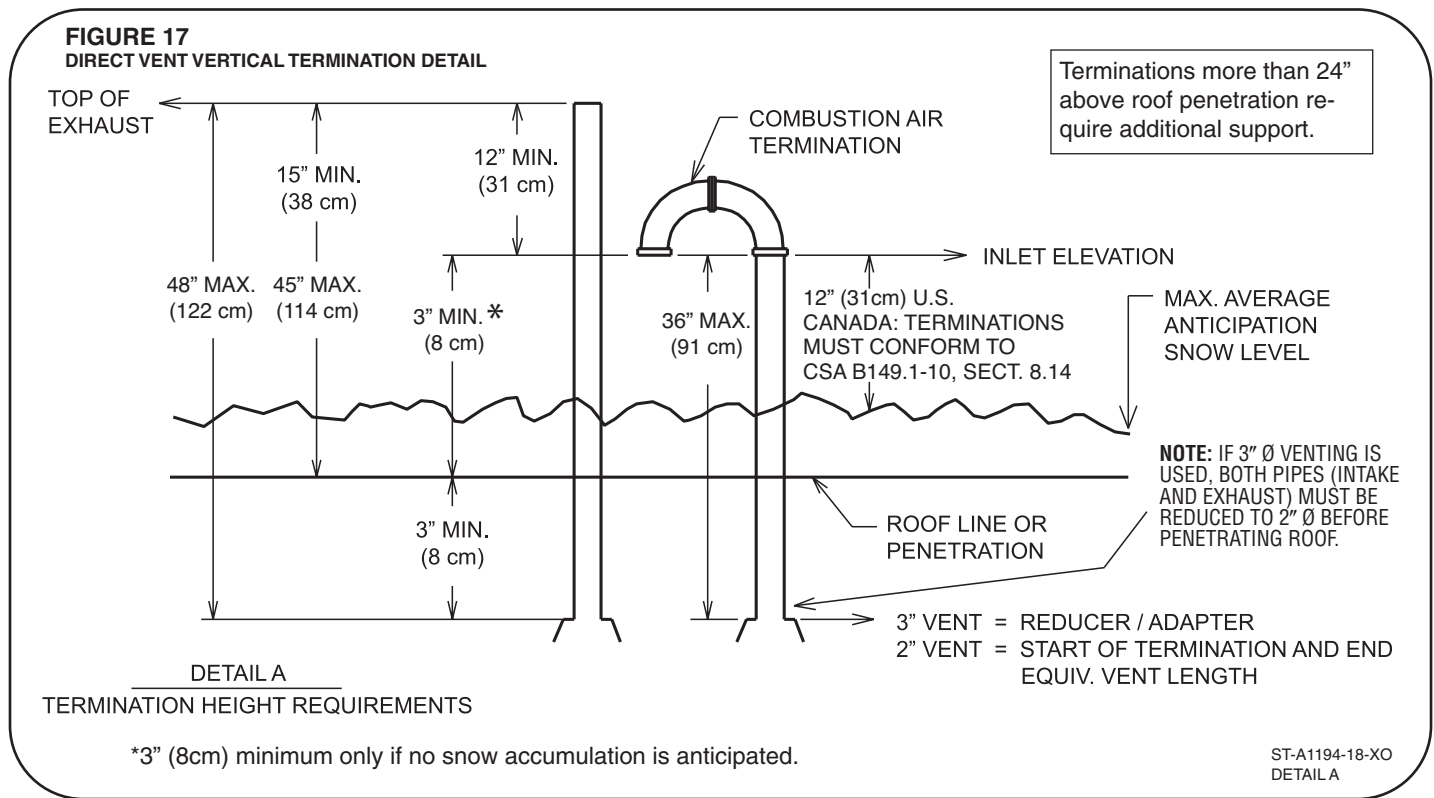 FIGURE 17
DIRECT VENT VERTICAL TERMINATION DETAIL
Terminations more than 24”
above roof penetration re-
quire additional support.
TOP OF
EXHAUST
15” MIN.
(38 cm)
12” MIN.
(31 cm)
COMBUSTION AIR
TERMINATION
INLET ELEVATION
48” MAX.
(122 cm)
45” MAX.
(114 cm)
3” MIN.*
(8 cm)
36” MAX.
(91 cm)
12” (31cm) U.S.
CANADA: TERMINATIONS
MUST CONFORM TO
CSA B149.1-10, SECT. 8.14
MAX. AVERAGE
ANTICIPATION
SNOW LEVEL
NOTE: IF 3″ Ø VENTING IS
USED, BOTH PIPES (INTAKE
AND EXHAUST) MUST BE
REDUCED TO 2″ Ø BEFORE
PENETRATING ROOF.
3” MIN.
(8 cm)
ROOF LINE OR
PENETRATION
3” VENT = REDUCER / ADAPTER
2” VENT = START OF TERMINATION AND END
EQUIV. VENT LENGTH
DETAIL A
TERMINATION HEIGHT REQUIREMENTS
*3” (8cm) minimum only if no snow accumulation is anticipated.
ST-A1194-18-XO
DETAIL A